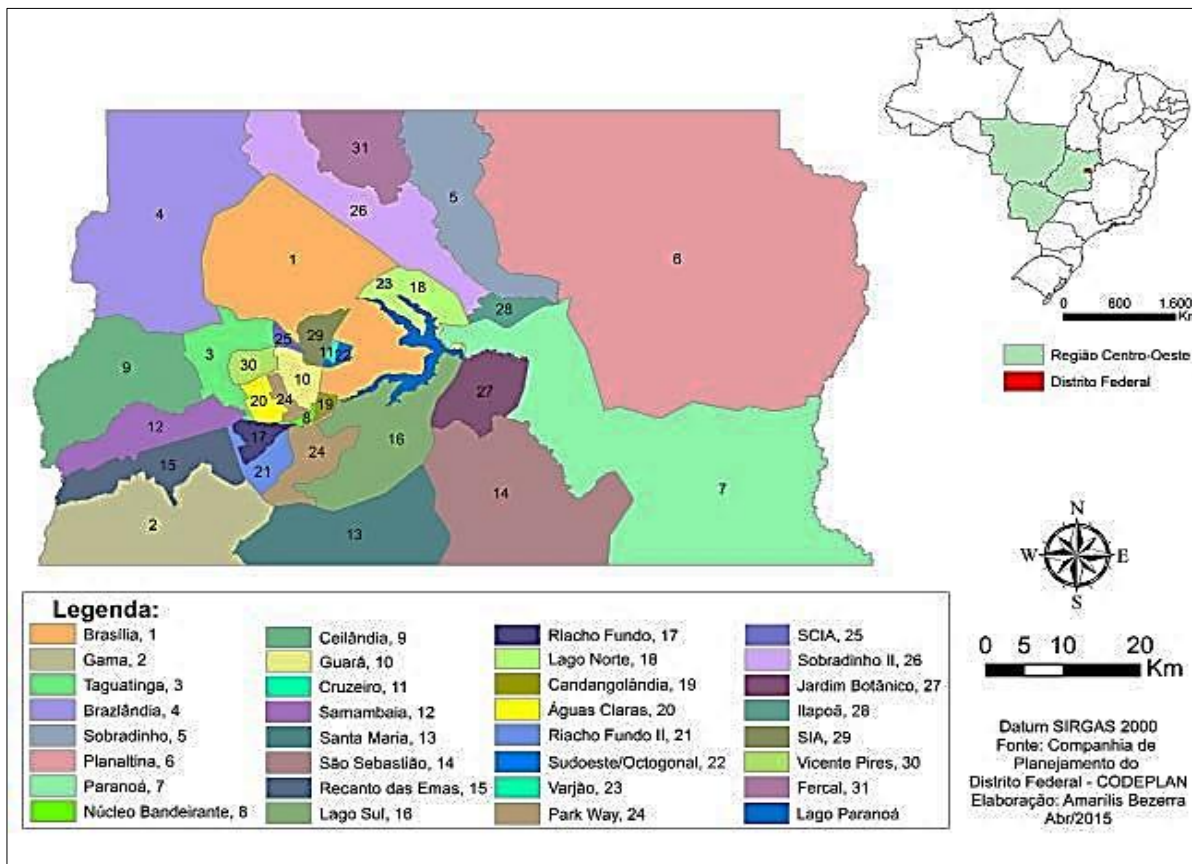 31
4
26
5
1
6
23
18
28
29
25
11
22
3
30
9
10
27
20
24
19
8
12
17
16
24
15
21
14
7
2
13
0 600 1.600
Km
Região Centro-Oeste
Distrito Federal
N
W E
S
0 5 10 20
Km
Datum SIRGAS 2000
Fonte: Companhia de
Planejamento do
Distrito Federal - CODEPLAN
Elaboração: Amarilis Bezerra
Abr/2015
Legenda:
Brasília, 1
Gama, 2
Taguatinga, 3
Brazlândia, 4
Sobradinho, 5
Planaltina, 6
Paranoá, 7
Núcleo Bandeirante, 8
Ceilândia, 9
Guará, 10
Cruzeiro, 11
Samambaia, 12
Santa Maria, 13
São Sebastião, 14
Recanto das Emas, 15
Lago Sul, 16
Riacho Fundo, 17
Lago Norte, 18
Candangolândia, 19
Águas Claras, 20
Riacho Fundo II, 21
Sudoeste/Octogonal, 22
Varjão, 23
Park Way, 24
SCIA, 25
Sobradinho II, 26
Jardim Botânico, 27
Itapoã, 28
SIA, 29
Vicente Pires, 30
Fercal, 31
Lago Paranoá